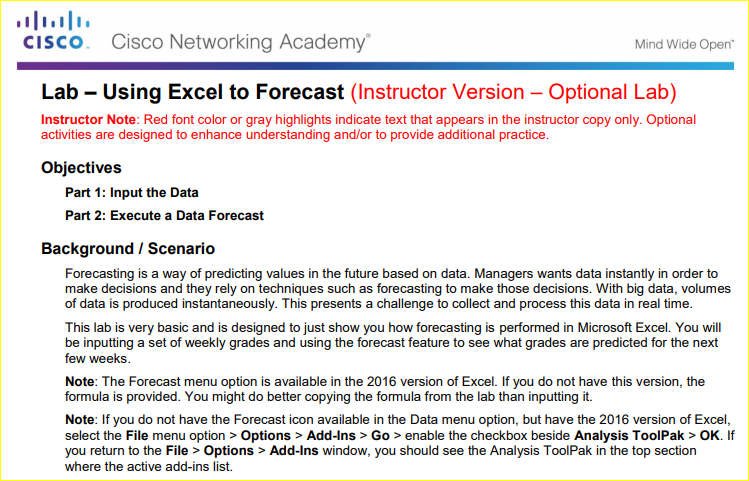 CISCO Cisco Networking Academy® Mind Wide Open™
Lab – Using Excel to Forecast (Instructor Version – Optional Lab)
Instructor Note: Red font color or gray highlights indicate text that appears in the instructor copy only. Optional
activities are designed to enhance understanding and/or to provide additional practice.
Objectives
Part 1: Input the Data
Part 2: Execute a Data Forecast
Background / Scenario
Forecasting is a way of predicting values in the future based on data. Managers wants data instantly in order to
make decisions and they rely on techniques such as forecasting to make those decisions. With big data, volumes
of data is produced instantaneously. This presents a challenge to collect and process this data in real time.
This lab is very basic and is designed to just show you how forecasting is performed in Microsoft Excel. You will
be inputting a set of weekly grades and using the forecast feature to see what grades are predicted for the next
few weeks.
Note: The Forecast menu option is available in the 2016 version of Excel. If you do not have this version, the
formula is provided. You might do better copying the formula from the lab than inputting it.
Note: If you do not have the Forecast icon available in the Data menu option, but have the 2016 version of Excel,
select the File menu option > Options > Add-Ins > Go > enable the checkbox beside Analysis ToolPak > OK. If
you return to the File > Options > Add-Ins window, you should see the Analysis ToolPak in the top section
where the active add-ins list.